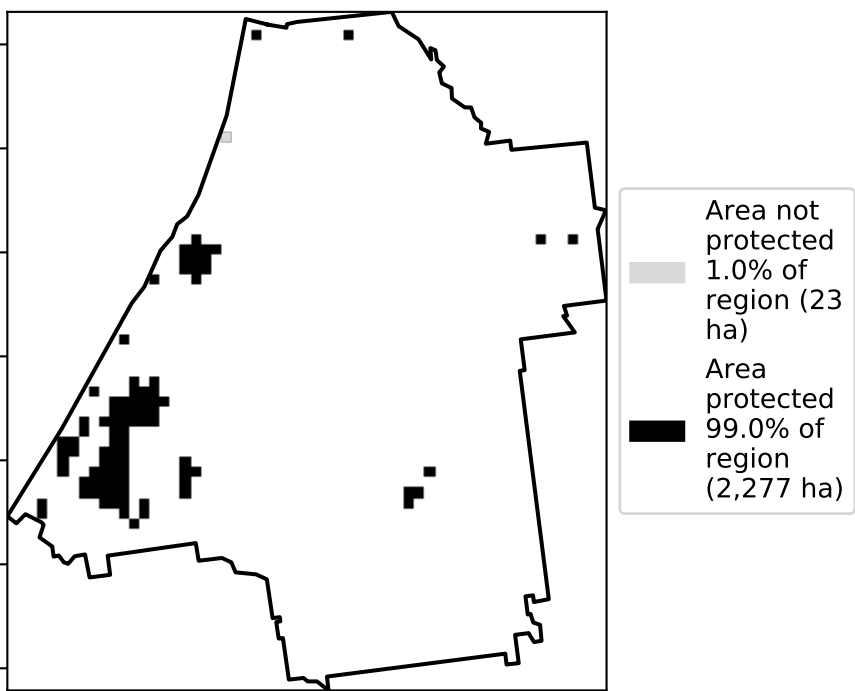 Area not
protected
1.0% of
region (23
ha)
Area
protected
99.0% of
region
(2,277 ha)